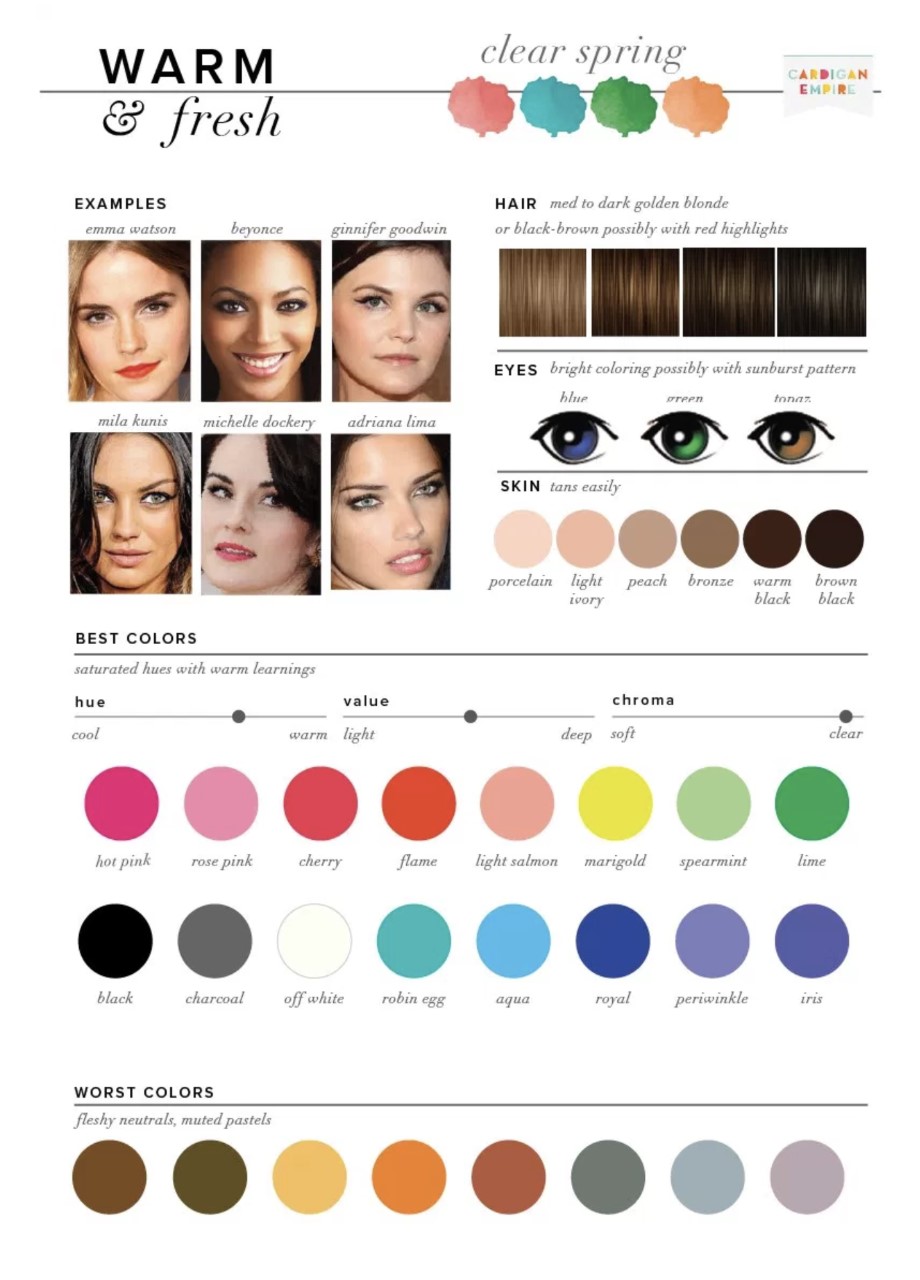 WARM
& fresh
clear spring
CARDIGAN
EMPIRE
EXAMPLES
emma watson
beyonce
ginnifer goodwin
mila kunis
michelle dockery
adriana lima
HAIR med to dark golden blonde
or black-brown possibly with red highlights
EYES bright coloring possibly with sunburst pattern
blue
green
topaz
SKIN tans easily
porcelain
light
ivory
peach
bronze
warm
black
brown
black
BEST COLORS
saturated hues with warm learnings
hue
cool
warm
value
light
deep
chroma
soft
clear
hot pink
rose pink
cherry
flame
light salmon
marigold
spearmint
lime
black
charcoal
off white
robin egg
aqua
royal
periwinkle
iris
WORST COLORS
fleshy neutrals, muted pastels